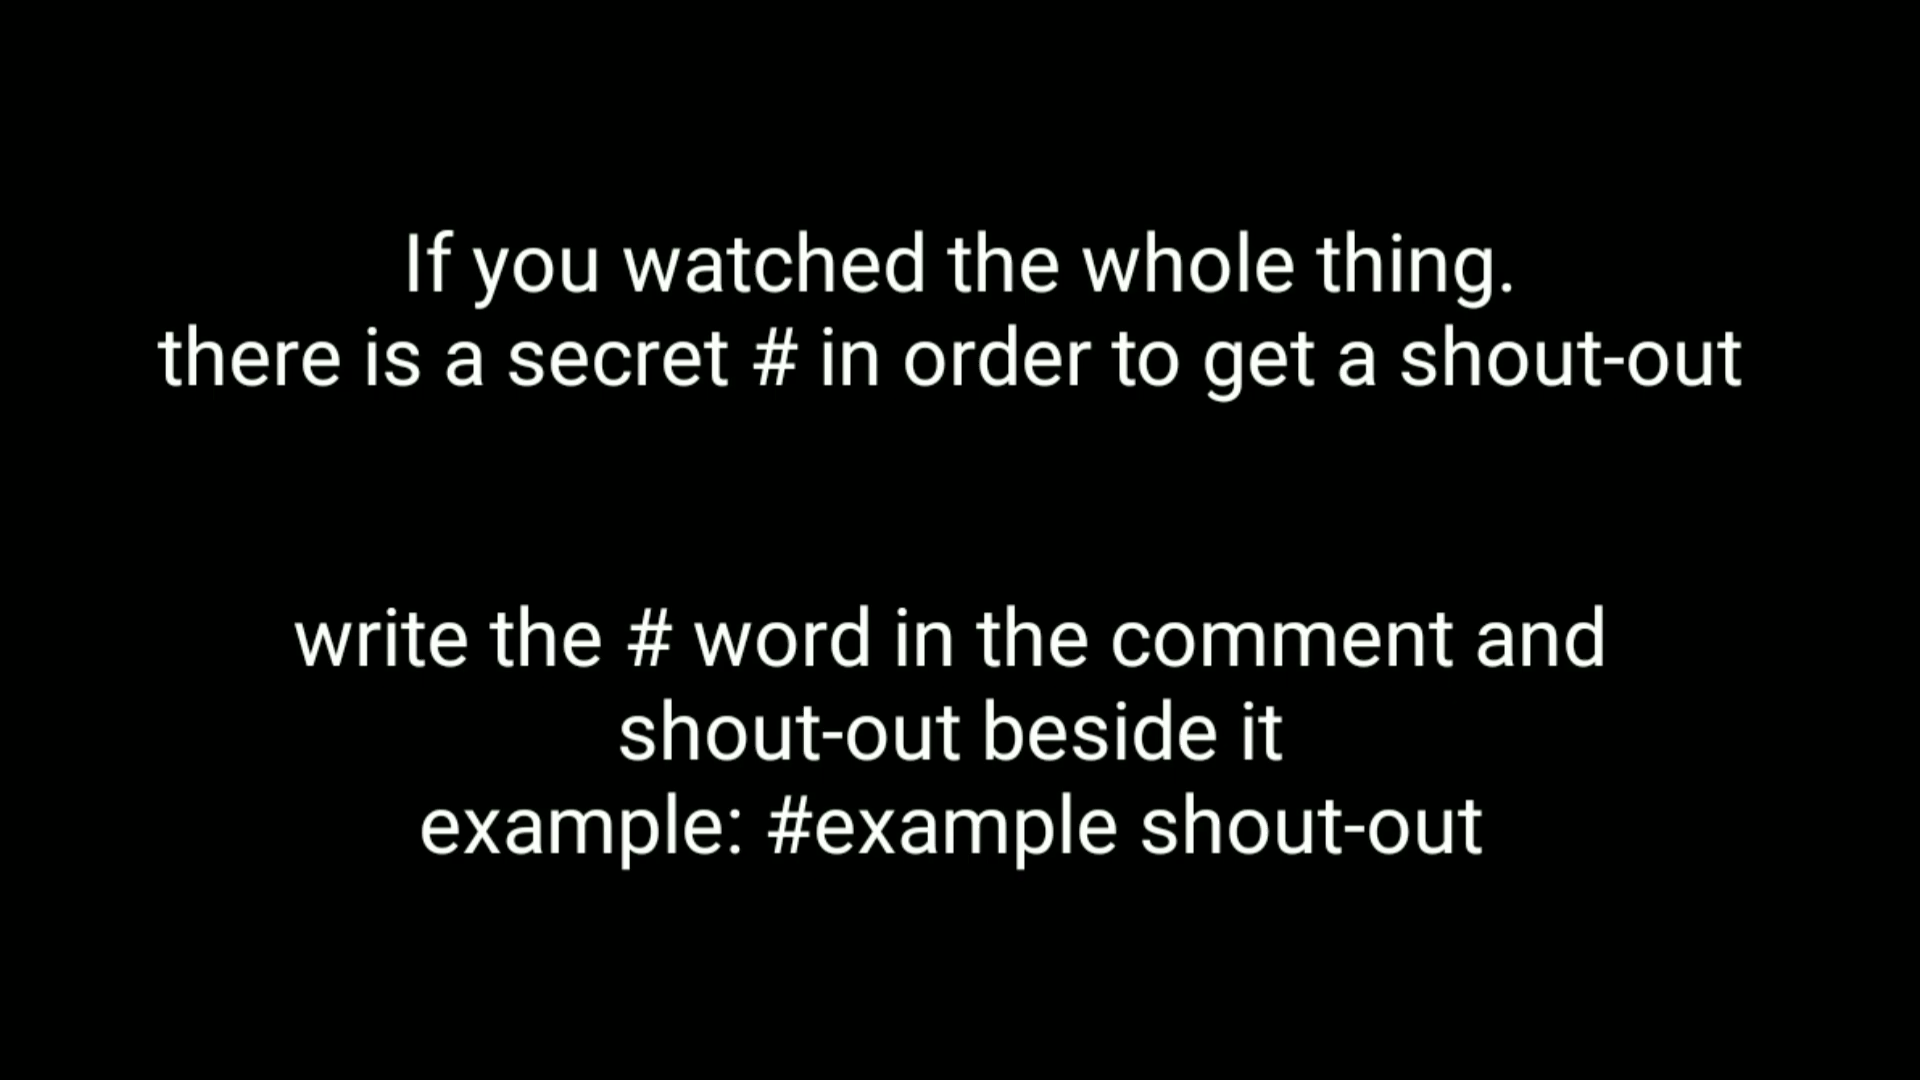 If you watched the whole thing.
there is a secret # in order to get a shout-out
write the # word in the comment and
shout-out beside it
example: #example shout-out